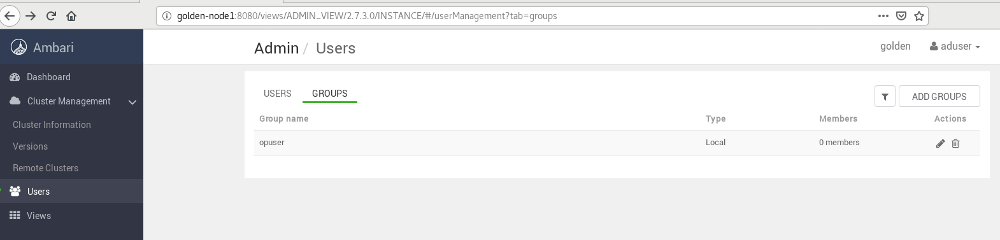 golden-node1:8080/views/ADMIN_VIEW/2.7.3.0/INSTANCE/#/userManagement?tab=groups
Ambari
Admin / Users
golden
aduser
Dashboard
Cluster Management
Cluster Information
Versions
Remote Clusters
Users
Views
USERS
GROUPS
ADD GROUPS
Group name Type Members Actions
opuser Local 0 members